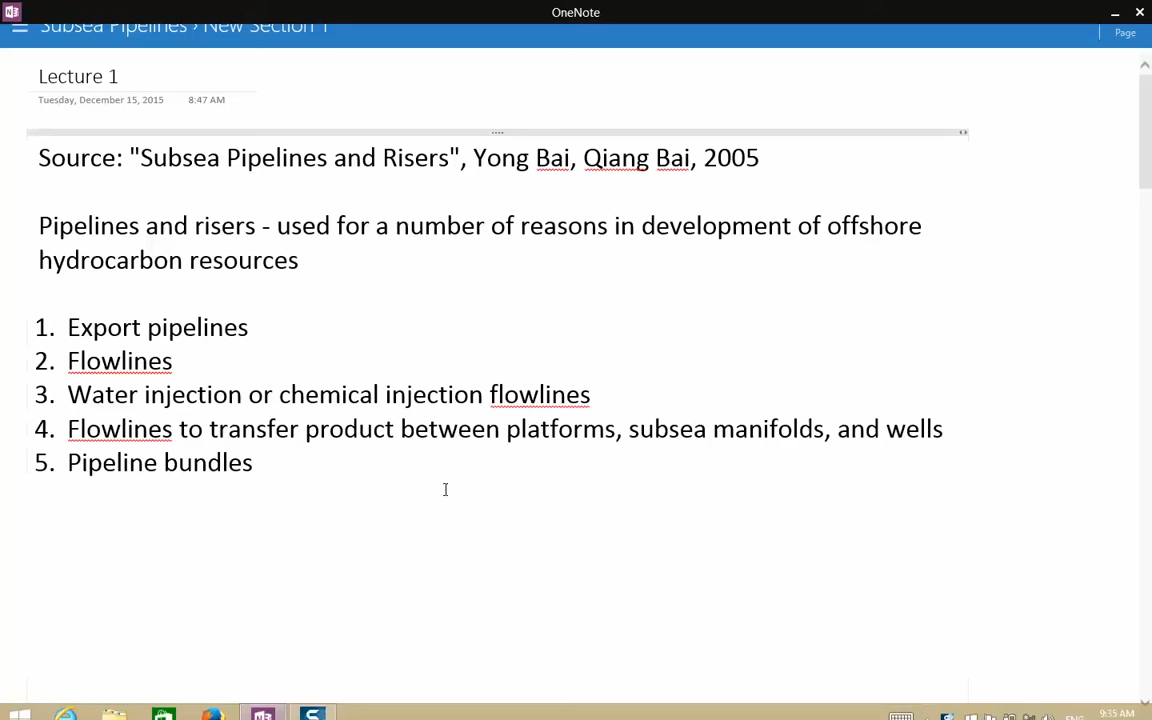 OneNote
Subsea Pipelines › New Section 1
Page
Lecture 1
Tuesday, December 15, 2015 8:47 AM
Source: "Subsea Pipelines and Risers", Yong Bai, Qiang Bai, 2005
Pipelines and risers - used for a number of reasons in development of offshore
hydrocarbon resources
1. Export pipelines
2. Flowlines
3. Water injection or chemical injection flowlines
4. Flowlines to transfer product between platforms, subsea manifolds, and wells
5. Pipeline bundles
ENG
9:35 AM